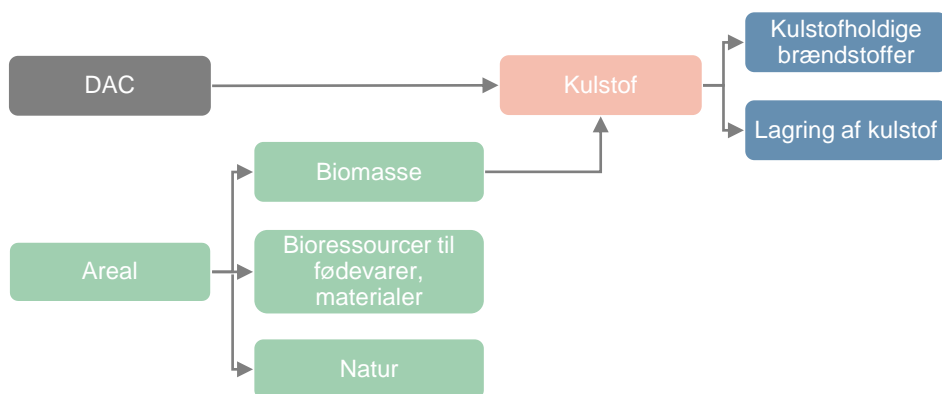 Kulstofholdige
brændstoffer
DAC
Kulstof
Lagring af kulstof
Biomasse
Bioressourcer til
fødevarer,
materialer
Areal
Natur